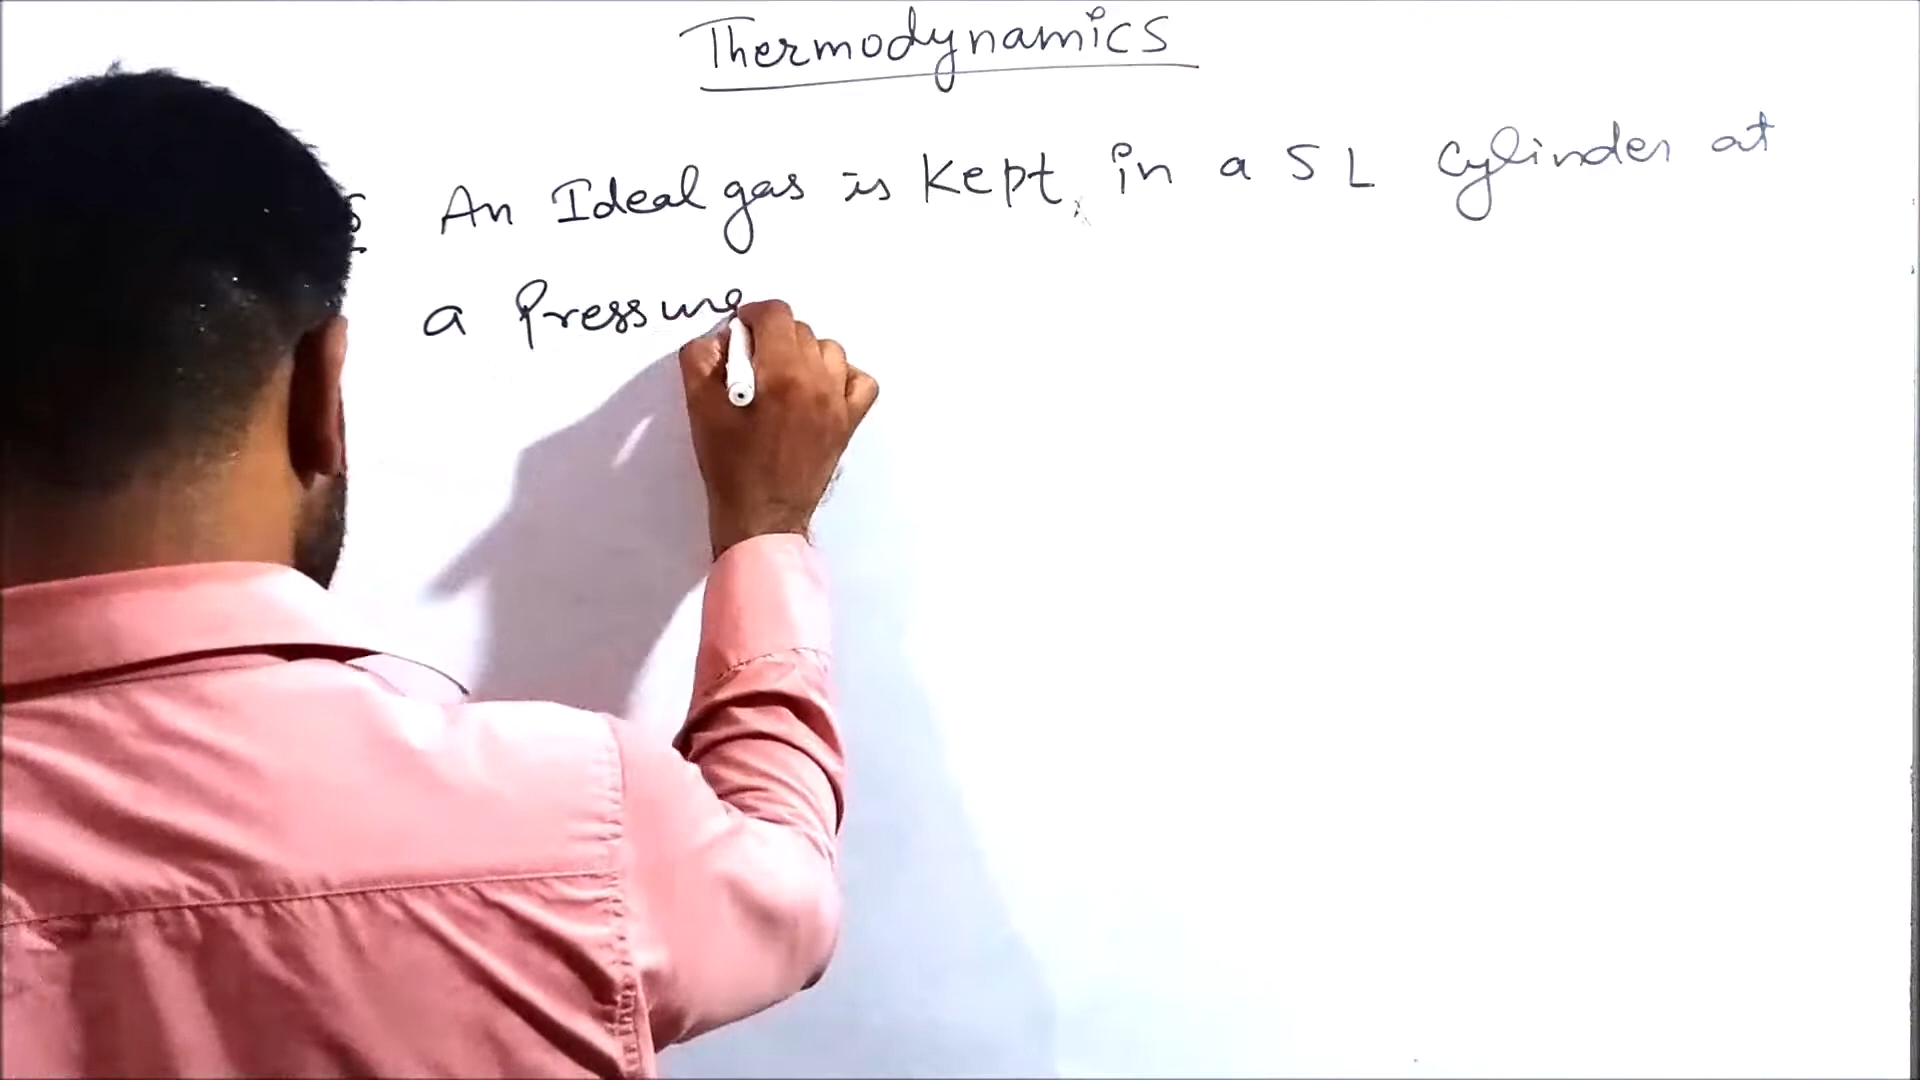 Thermodynamics
An Ideal gas is Kept in a 5 L Cylinder at
a Pressure